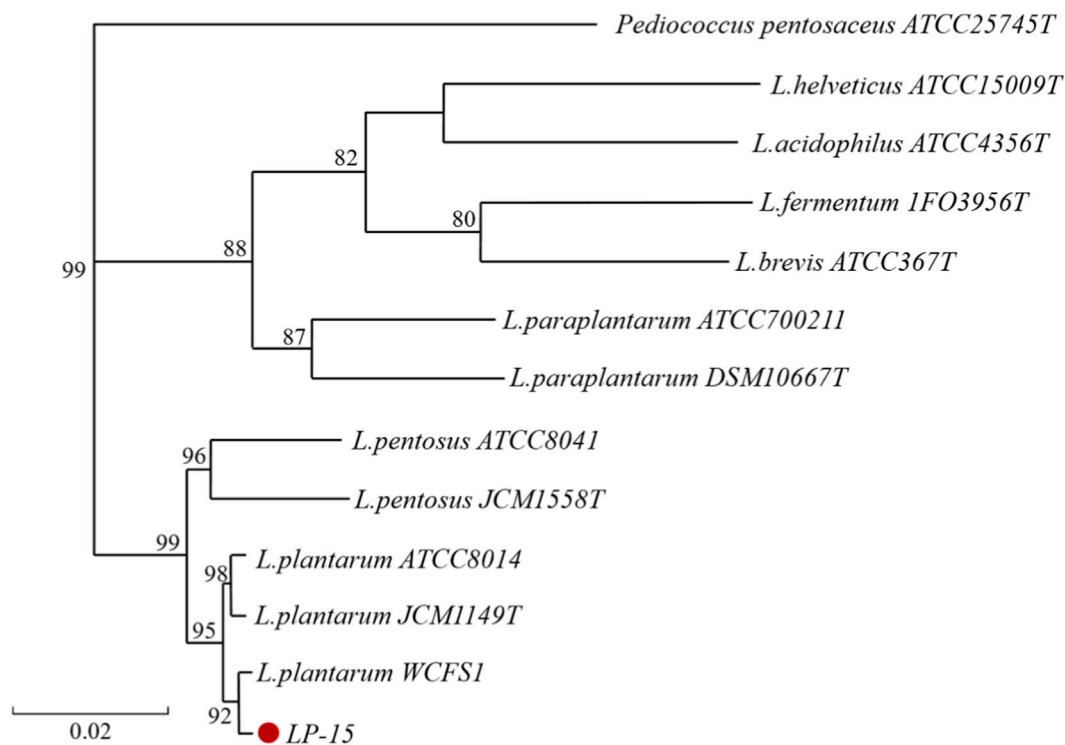 Pediococcus pentosaceus ATCC25745T
L.helveticus ATCC15009T
L.acidophilus ATCC4356T
82
L.fermentum 1FO3956T
80
88
L.brevis ATCC367T
99
L.paraplantarum ATCC700211
87
L.paraplantarum DSM10667T
L.pentosus ATCC8041
96
L.pentosus JCM1558T
99
L.plantarum ATCC8014
98
L.plantarum JCM1149T
95
L.plantarum WCFS1
92
LP-15
0.02